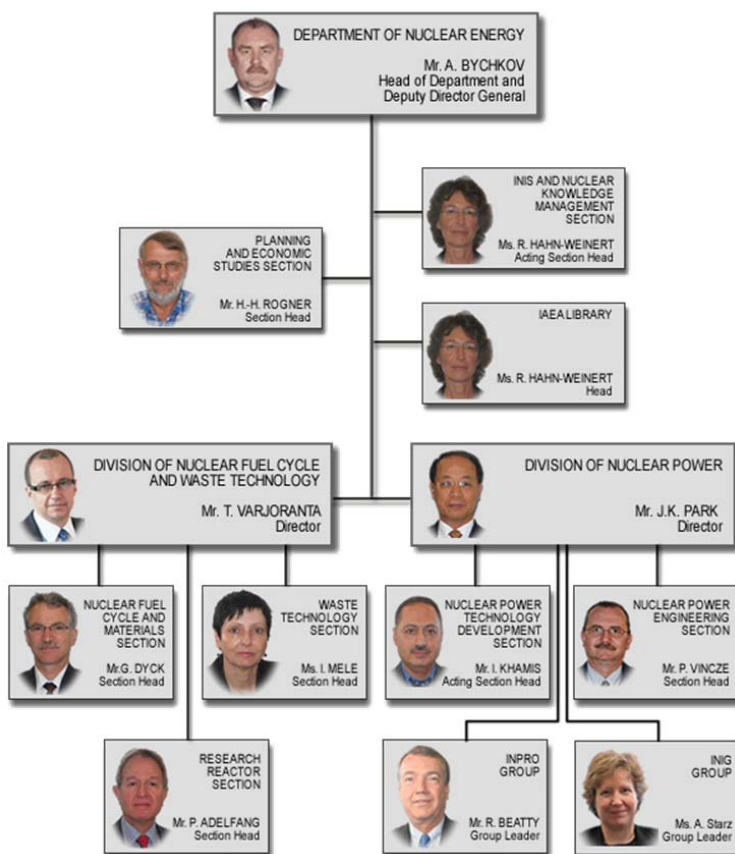 DEPARTMENT OF NUCLEAR ENERGY
Mr. A. BYCHKOV
Head of Department and
Deputy Director General
INIS AND NUCLEAR
KNOWLEDGE
MANAGEMENT
SECTION
Ms. R. HAHN-WEINERT
Acting Section Head
PLANNING
AND ECONOMIC
STUDIES SECTION
Mr. H.-H. ROGNER
Section Head
IAEA LIBRARY
Ms. R. HAHN-WEINERT
Head
DIVISION OF NUCLEAR FUEL CYCLE
AND WASTE TECHNOLOGY
Mr. T. VARJORANTA
Director
DIVISION OF NUCLEAR POWER
Mr. J.K. PARK
Director
NUCLEAR FUEL
CYCLE AND
MATERIALS
SECTION
Mr.G. DYCK
Section Head
WASTE
TECHNOLOGY
SECTION
Ms. I. MELE
Section Head
NUCLEAR POWER
TECHNOLOGY
DEVELOPMENT
SECTION
Mr. I. KHAMIS
Acting Section Head
NUCLEAR POWER
ENGINEERING
SECTION
Mr. P. VINCZE
Section Head
RESEARCH
REACTOR
SECTION
Mr. P. ADELFANG
Section Head
INPRO
GROUP
Mr. R. BEATTY
Group Leader
INIG
GROUP
Ms. A. Starz
Group Leader